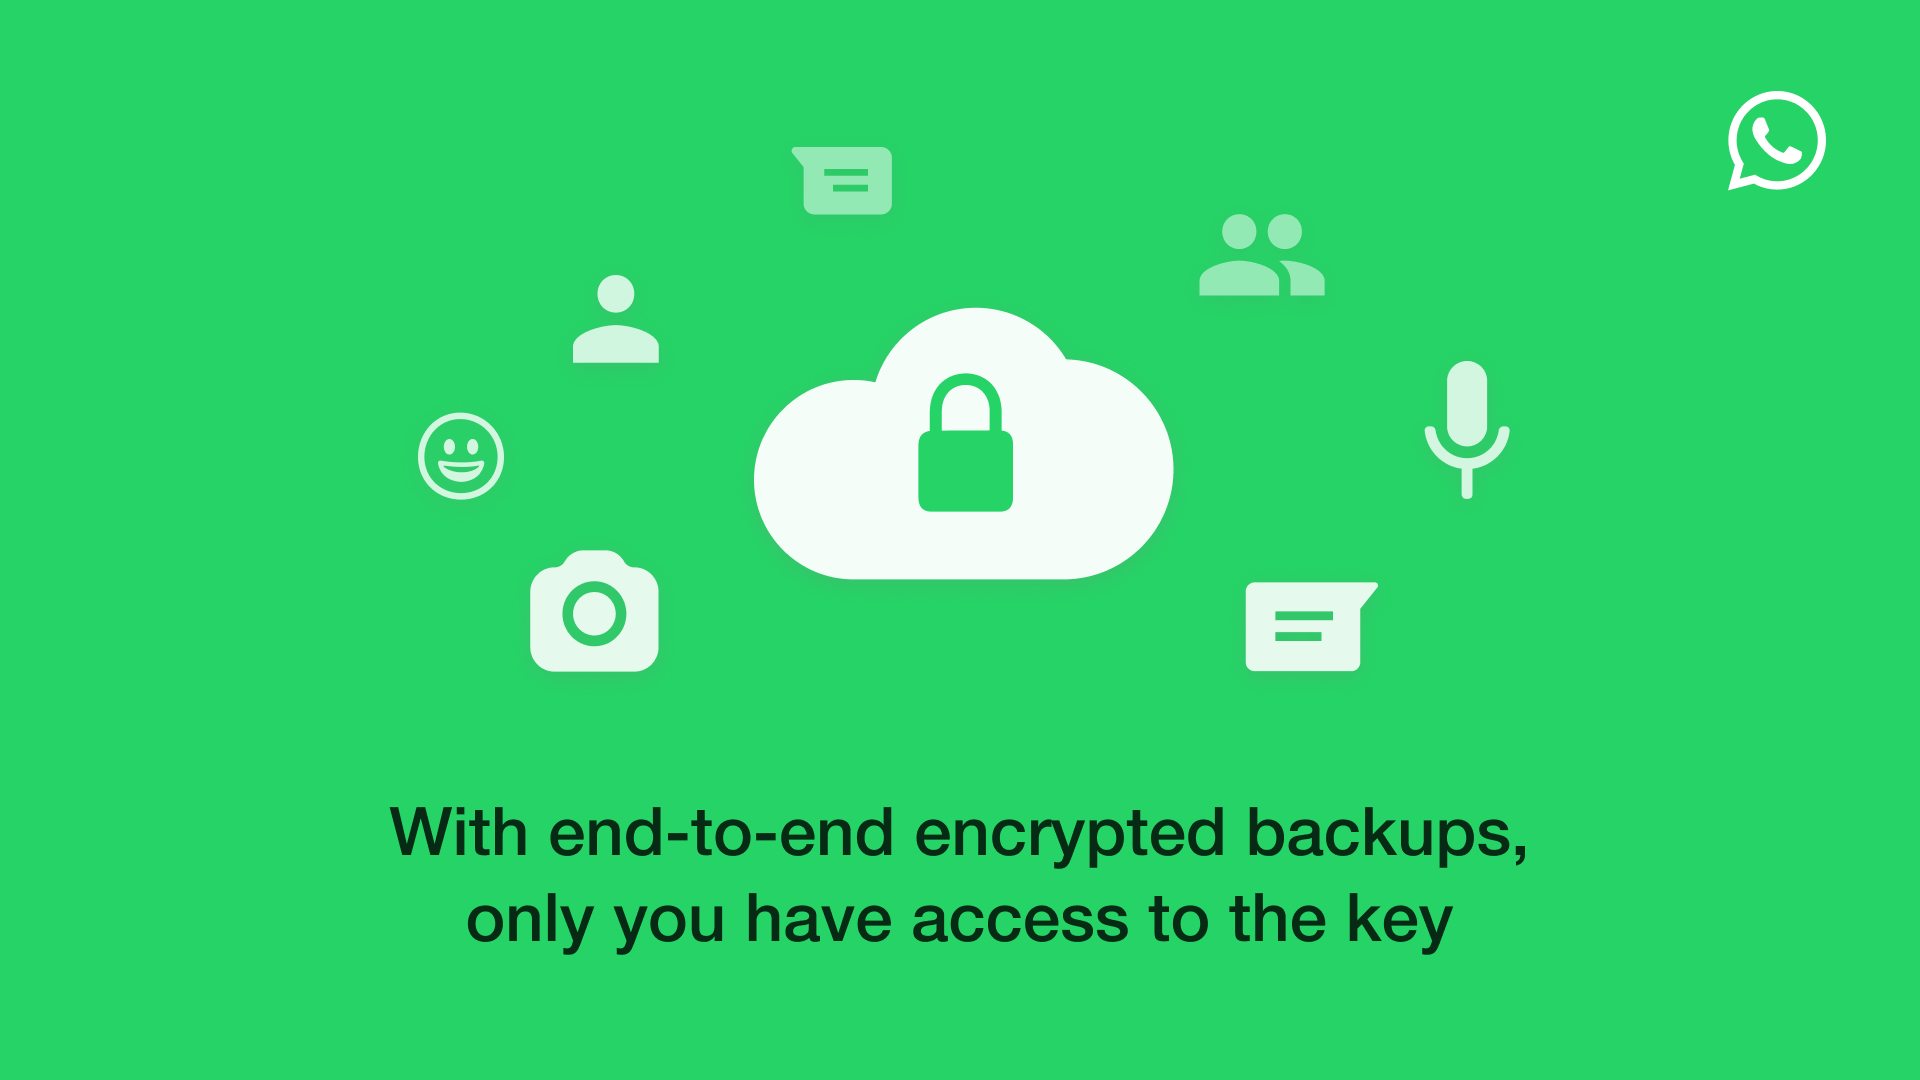 With end-to-end encrypted backups,
only you have access to the key